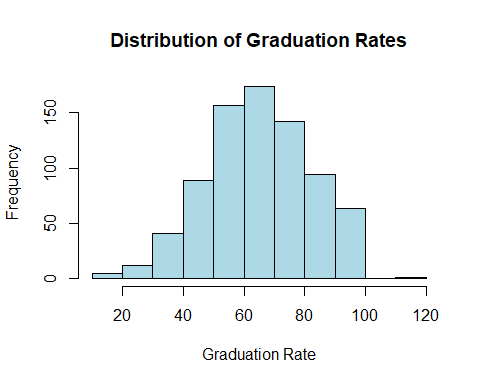 Distribution of Graduation Rates
Frequency
150
100
50
0
20 40 60 80 100 120
Graduation Rate